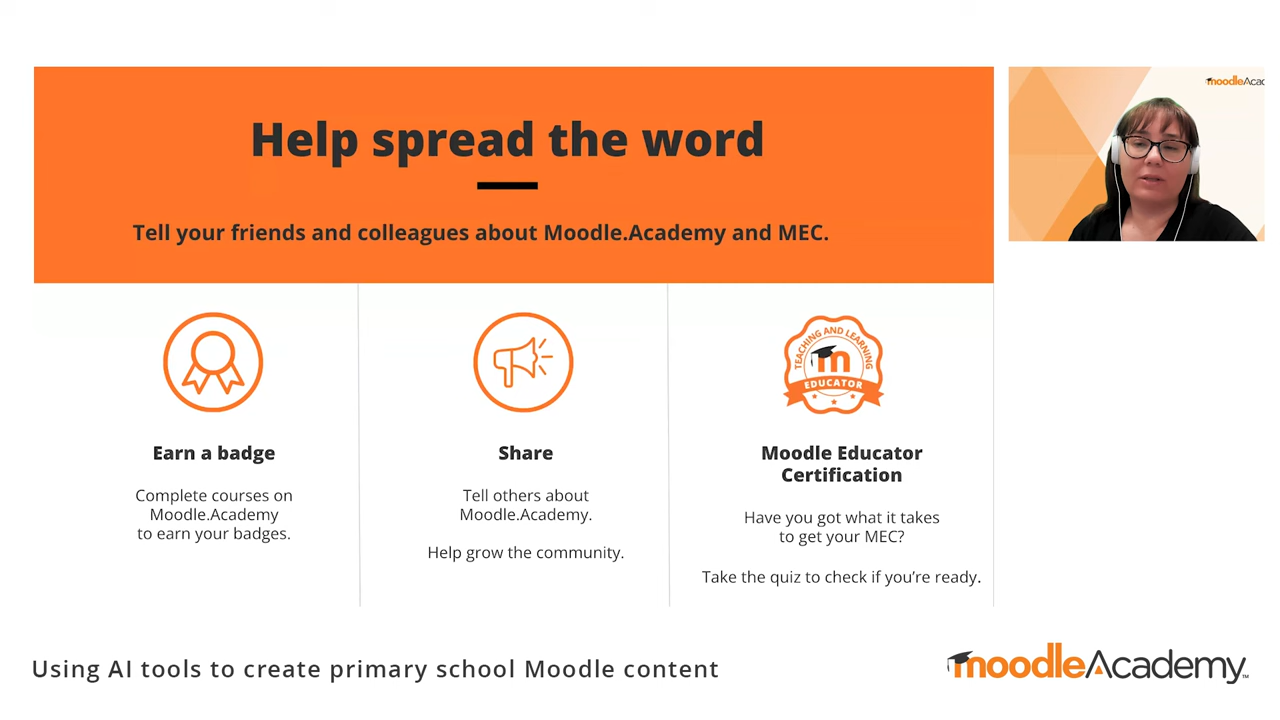 Help spread the word
Tell your friends and colleagues about Moodle.Academy and MEC.
moodleAcad
Earn a badge
Complete courses on
Moodle.Academy
to earn your badges.
Share
Tell others about
Moodle.Academy.
Help grow the community.
TEACHING AND LEARNING
m
EDUCATOR
Moodle Educator
Certification
Have you got what it takes
to get your MEC?
Take the quiz to check if you’re ready.
Using AI tools to create primary school Moodle content
moodleAcademy™